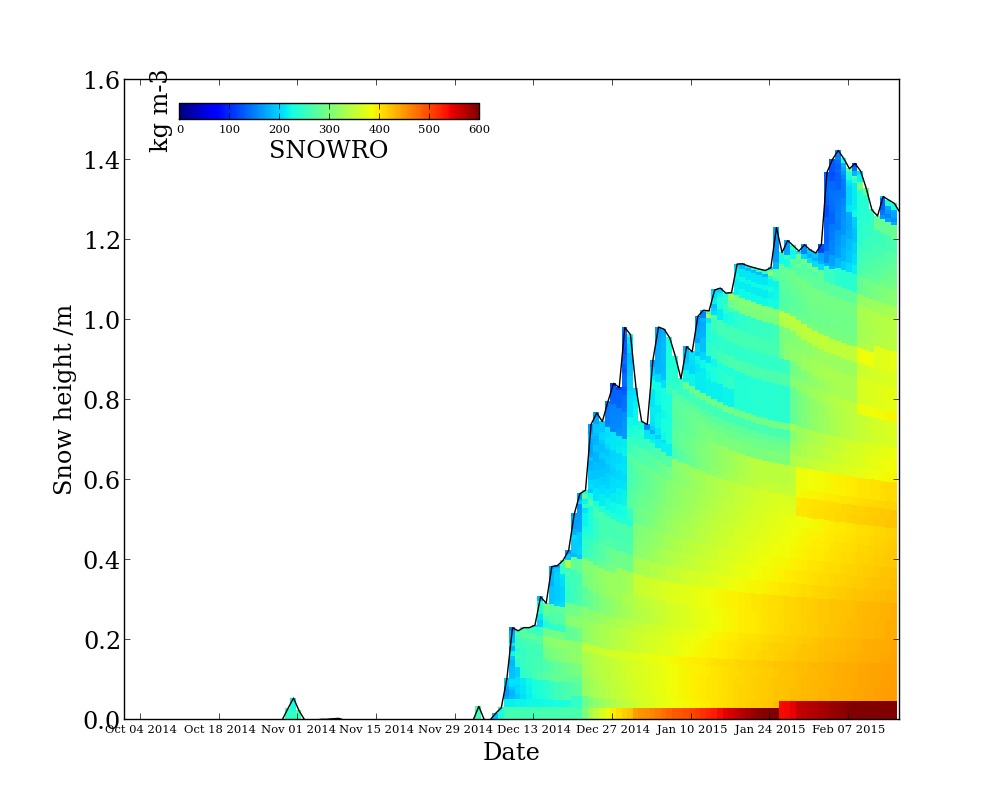 1.6
kg m-3
0 100 200 300 400 500 600
SNOWRO
1.4
1.2
1.0
Snow height /m
0.8
0.6
0.4
0.2
0.0
Oct 04 2014 Oct 18 2014 Nov 01 2014 Nov 15 2014 Nov 29 2014 Dec 13 2014 Dec 27 2014 Jan 10 2015 Jan 24 2015 Feb 07 2015
Date